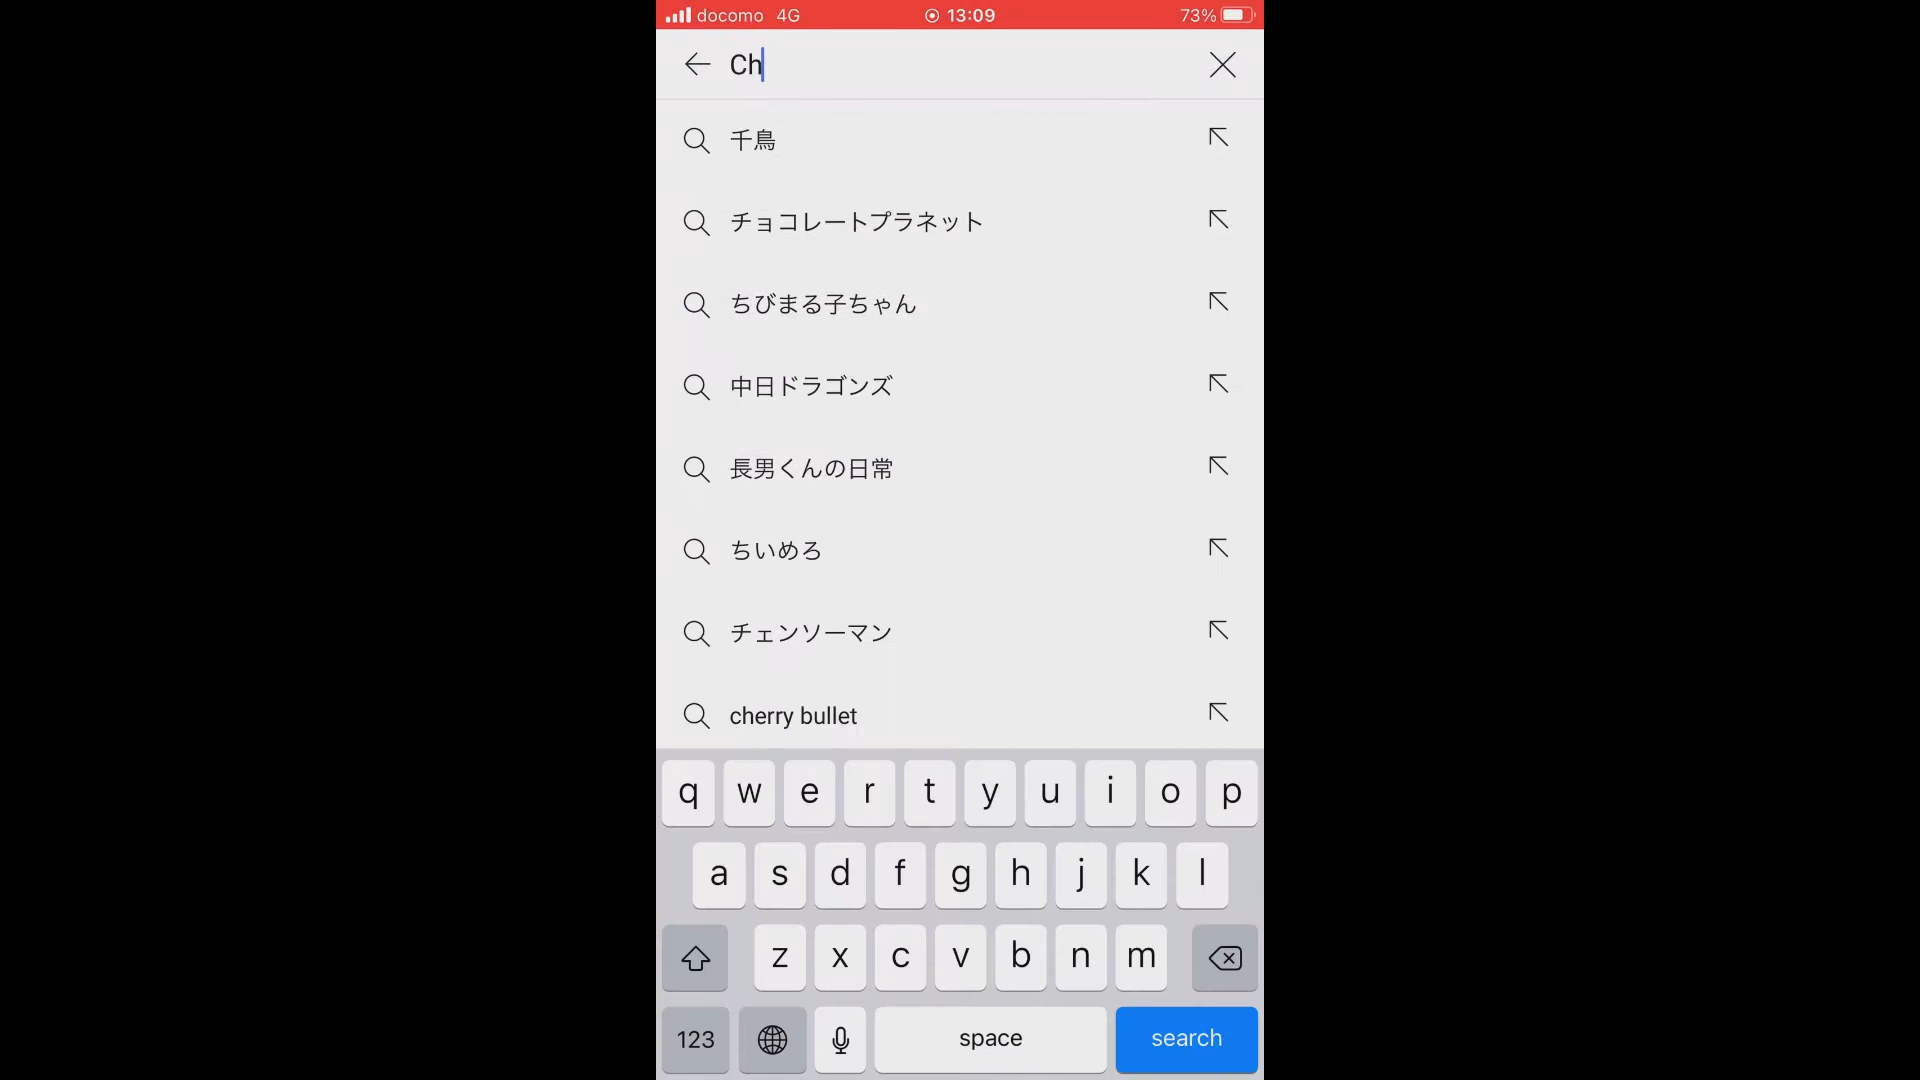 docomo 4G 13:09 73%
Ch
千鳥
チョコレートプラネット
ちびまる子ちゃん
中日ドラゴンズ
長男くんの日常
ちいめろ
チェンソーマン
cherry bullet
q w e r t y u i o p
a s d f g h j k l
z x c v b n m
123 space search